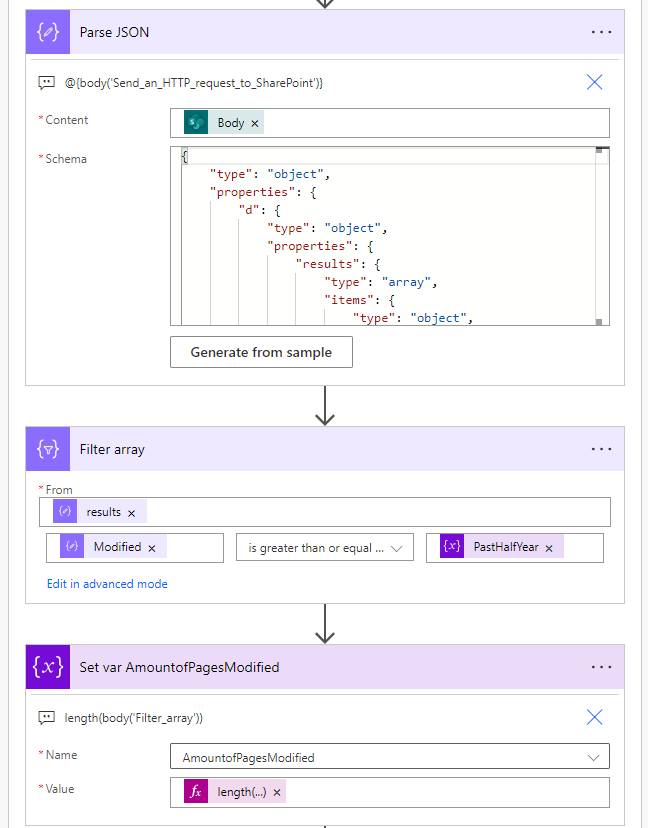 Parse JSON
@{body('Send_an_HTTP_request_to_SharePoint')}
*Content
Body ×
*Schema
{
"type": "object",
"properties": {
"d": {
"type": "object",
"properties": {
"results": {
"type": "array",
"items": {
"type": "object",
Generate from sample
Filter array
*From
results ×
Modified × is greater than or equal ... {x} PastHalfYear ×
Edit in advanced mode
{x} Set var AmountofPagesModified
length(body('Filter_array'))
*Name AmountofPagesModified
*Value fx length(...) ×